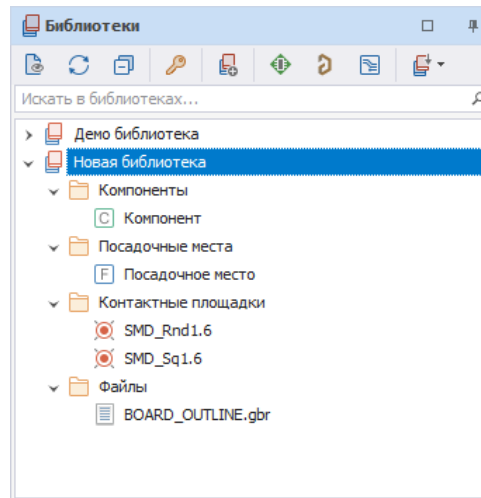 Библиотеки
Искать в библиотеках...
Демо библиотека
Новая библиотека
Компоненты
C Компонент
Посадочные места
F Посадочное место
Контактные площадки
SMD_Rnd1.6
SMD_Sq1.6
Файлы
BOARD_OUTLINE.gbr